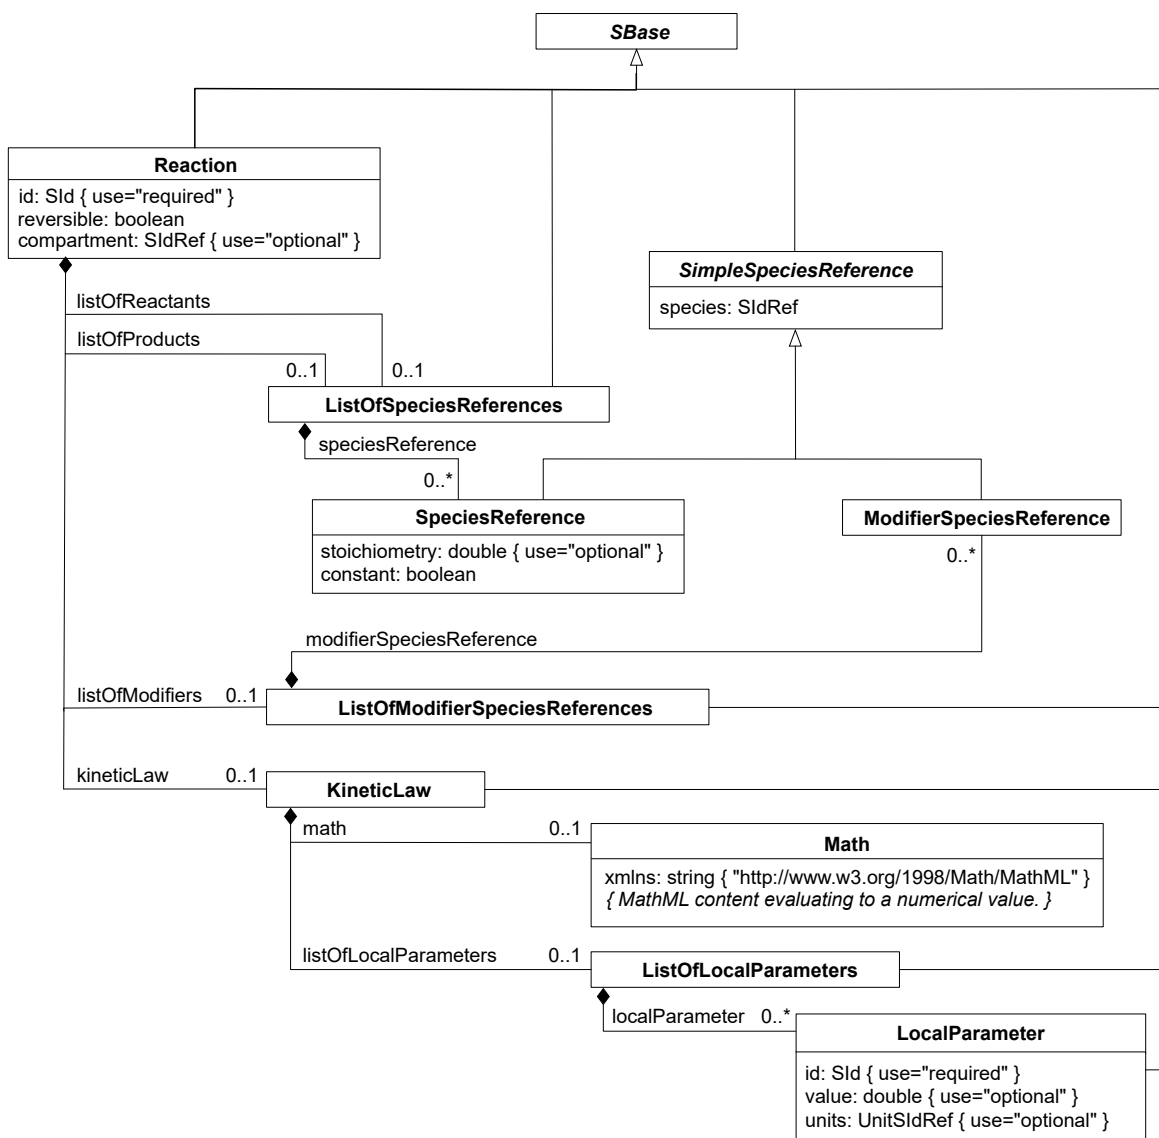 SBase
Reaction
id: SId { use="required" }
reversible: boolean
compartment: SIdRef { use="optional" }
SimpleSpeciesReference
species: SIdRef
listOfReactants
listOfProducts
0..1
0..1
ListOfSpeciesReferences
speciesReference
0..*
SpeciesReference
stoichiometry: double { use="optional" }
constant: boolean
ModifierSpeciesReference
0..*
modifierSpeciesReference
listOfModifiers 0..1
ListOfModifierSpeciesReferences
kineticLaw 0..1
KineticLaw
math 0..1
Math
xmlns: string { "http://www.w3.org/1998/Math/MathML" }
{ MathML content evaluating to a numerical value. }
listOfLocalParameters 0..1
ListOfLocalParameters
localParameter 0..*
LocalParameter
id: SId { use="required" }
value: double { use="optional" }
units: UnitSIdRef { use="optional" }